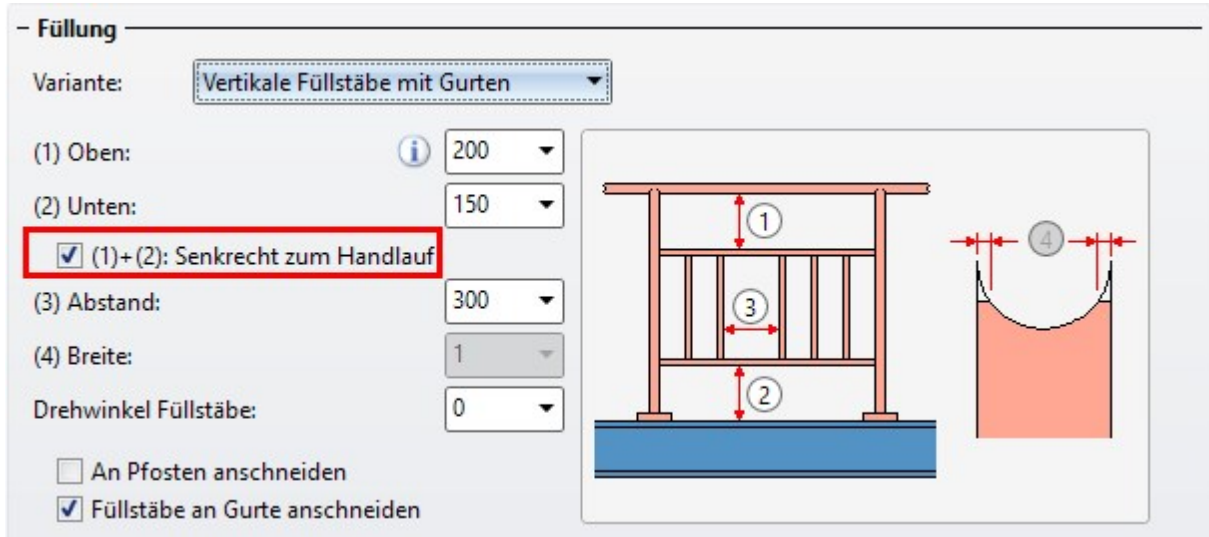 – Füllung
Variante: Vertikale Füllstäbe mit Gurten
(1) Oben: i 200
(2) Unten: 150
(1)+(2): Senkrecht zum Handlauf
(3) Abstand: 300
(4) Breite: 1
Drehwinkel Füllstäbe: 0
An Pfosten anschneiden
Füllstäbe an Gurte anschneiden
1
4
3
2